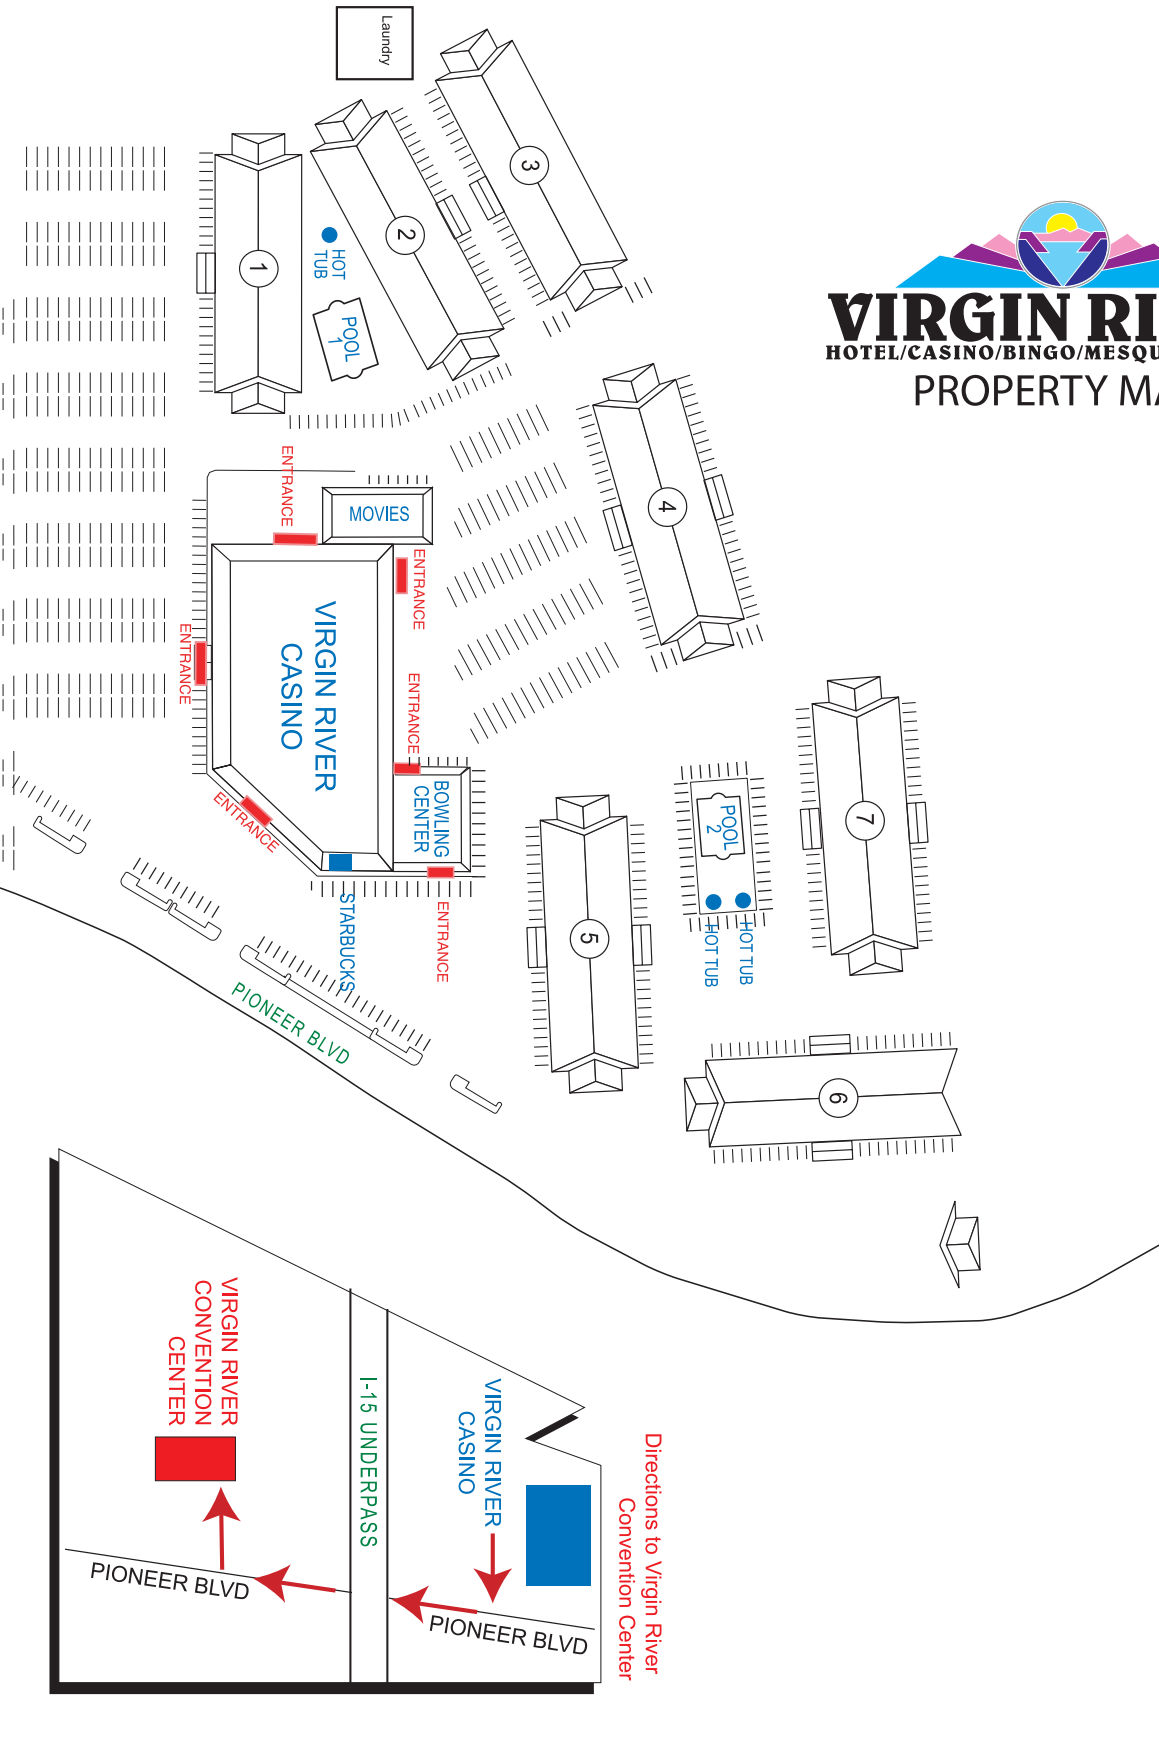 Laundry
3
2
1
HOT
TUB
POOL
1
VIRGIN RI
HOTEL/CASINO/BINGO/MESQU
PROPERTY MA
4
ENTRANCE
MOVIES
ENTRANCE
ENTRANCE
VIRGIN RIVER
CASINO
ENTRANCE
ENTRANCE
BOWLING
CENTER
STARBUCKS
ENTRANCE
PIONEER BLVD
5
POOL
2
HOT TUB
HOT TUB
7
6
Directions to Virgin River
Convention Center
VIRGIN RIVER
CASINO
PIONEER BLVD
I-15 UNDERPASS
VIRGIN RIVER
CONVENTION
CENTER
PIONEER BLVD